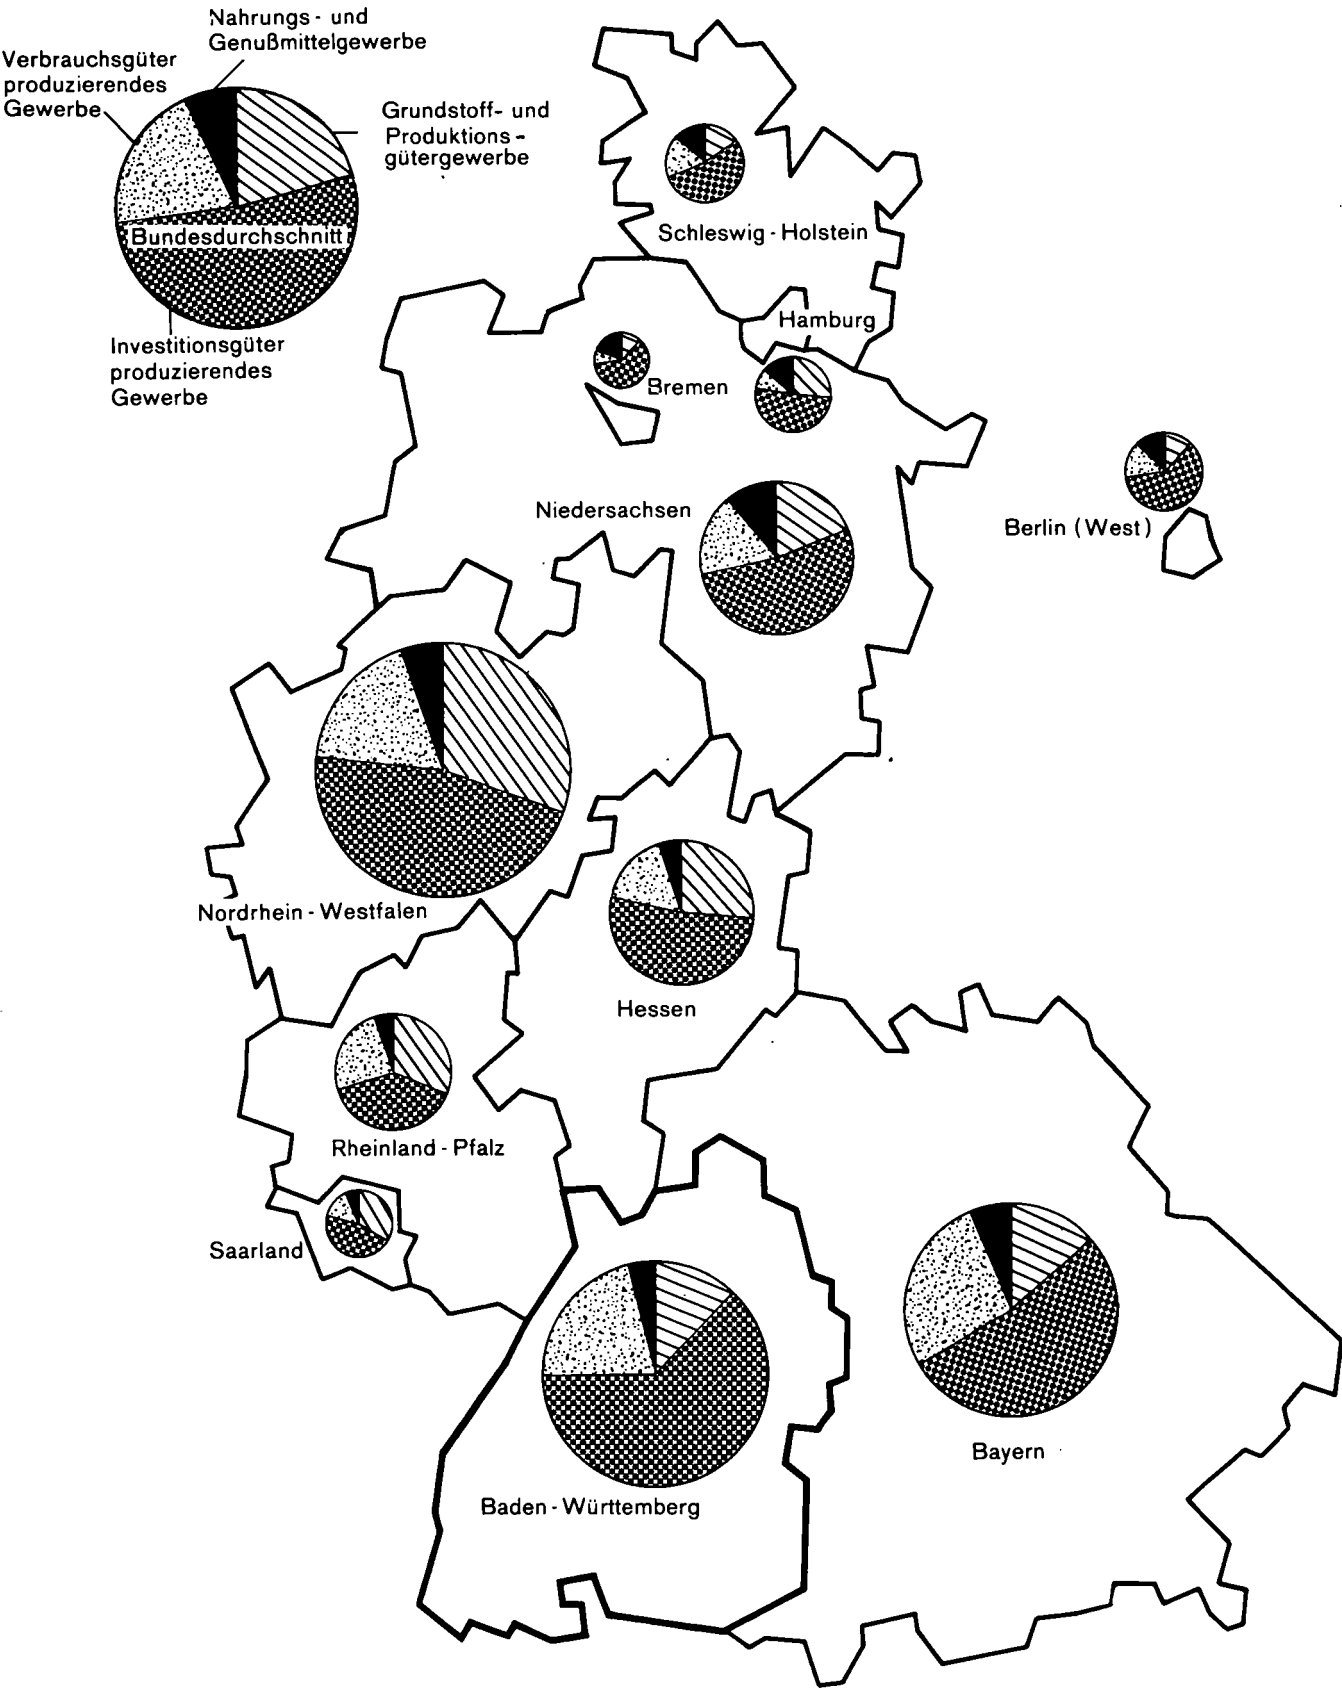 Nahrungs - und
Genußmittelgewerbe
Verbrauchsgüter
produzierendes
Gewerbe
Grundstoff- und
Produktions -
gütergewerbe
Bundesdurchschnitt
Investitionsgüter
produzierendes
Gewerbe
Schleswig - Holstein
Hamburg
Bremen
Niedersachsen
Berlin (West)
Nordrhein - Westfalen
Hessen
Rheinland - Pfalz
Saarland
Bayern
Baden - Württemberg